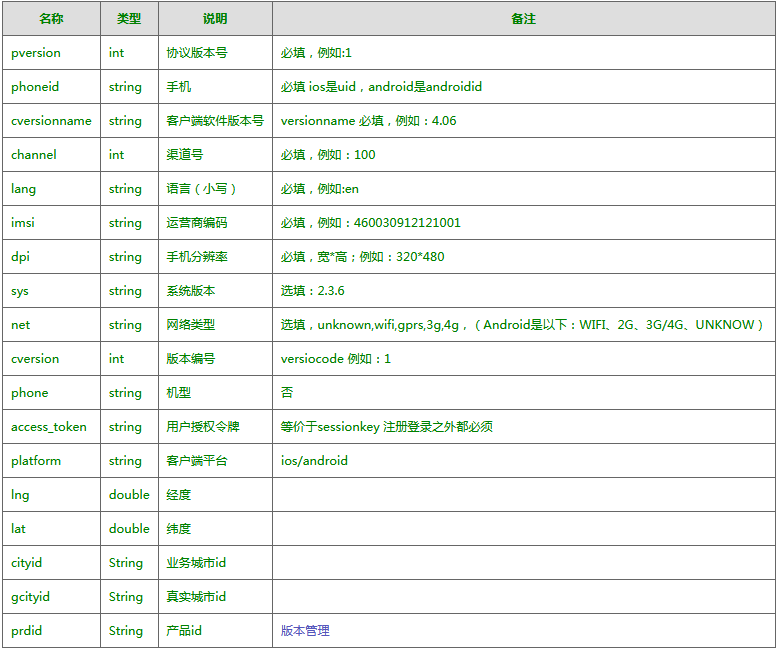 名称 类型 说明 备注
pversion int 协议版本号 必填，例如:1
phoneid string 手机 必填 ios是uid，android是androidid
cversionname string 客户端软件版本号 versionname 必填，例如：4.06
channel int 渠道号 必填，例如：100
lang string 语言（小写） 必填，例如:en
imsi string 运营商编码 必填，例如：460030912121001
dpi string 手机分辨率 必填，宽*高；例如：320*480
sys string 系统版本 选填：2.3.6
net string 网络类型 选填，unknown,wifi,gprs,3g,4g，（Android是以下：WIFI、2G、3G/4G、UNKNOW）
cversion int 版本编号 versiocode 例如：1
phone string 机型 否
access_token string 用户授权令牌 等价于sessionkey 注册登录之外都必须
platform string 客户端平台 ios/android
lng double 经度
lat double 纬度
cityid String 业务城市id
gcityid String 真实城市id
prdid String 产品id 版本管理